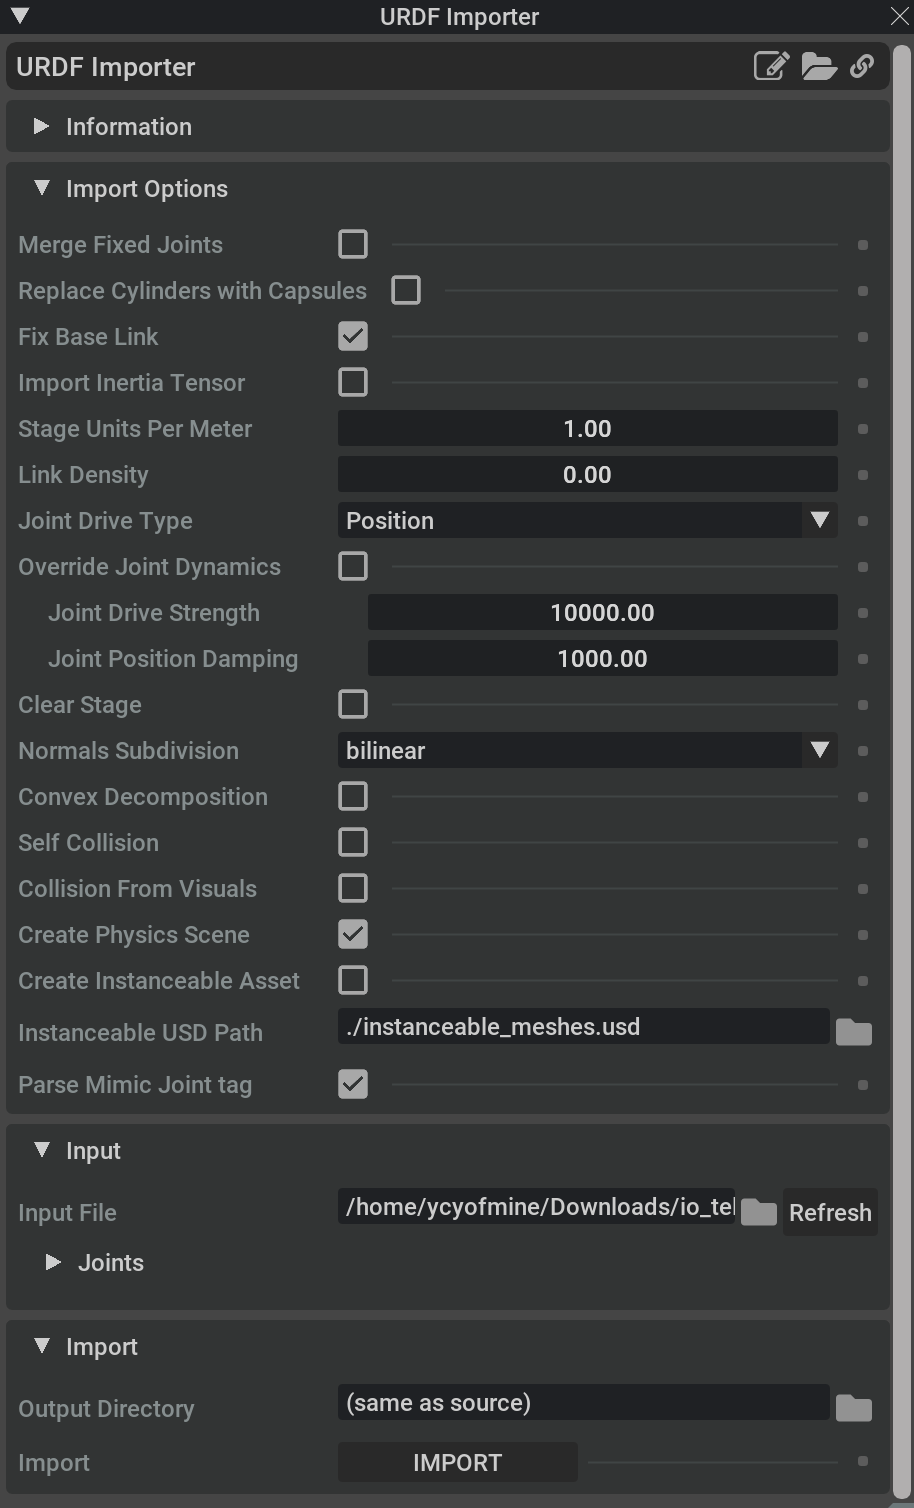 URDF Importer
URDF Importer
Information
Import Options
Merge Fixed Joints
Replace Cylinders with Capsules
Fix Base Link
Import Inertia Tensor
Stage Units Per Meter 1.00
Link Density 0.00
Joint Drive Type Position
Override Joint Dynamics
Joint Drive Strength 10000.00
Joint Position Damping 1000.00
Clear Stage
Normals Subdivision bilinear
Convex Decomposition
Self Collision
Collision From Visuals
Create Physics Scene
Create Instanceable Asset
Instanceable USD Path ./instanceable_meshes.usd
Parse Mimic Joint tag
Input
Input File /home/ycyofmine/Downloads/io_tel Refresh
Joints
Import
Output Directory (same as source)
Import IMPORT